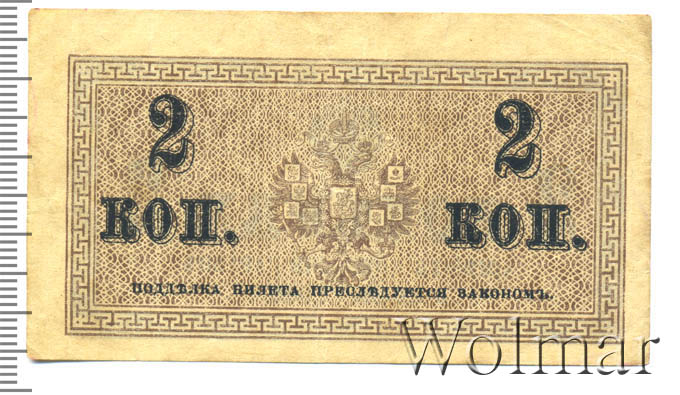 2 2
КОП. КОП.
ПОДДѢЛКА БИЛЕТА ПРЕСЛѢДУЕТСЯ ЗАКОНОМЪ.
Wolmar